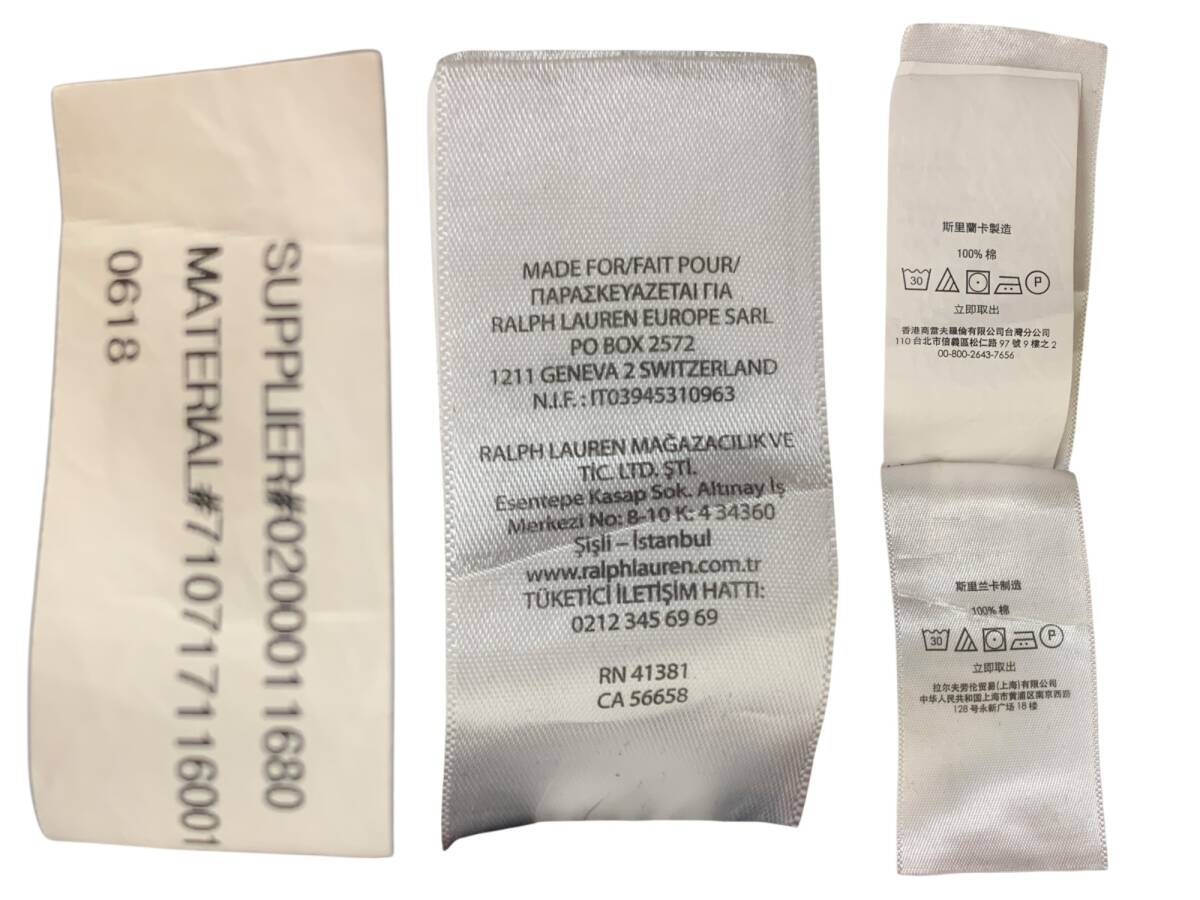 SUPPLIER#0200011680
MATERIAL#710717116001
0618
MADE FOR/FAIT POUR/
ΠΑΡΑΣΚΕΥΑΖΕΤΑΙ ΓΙΑ
RALPH LAUREN EUROPE SARL
PO BOX 2572
1211 GENEVA 2 SWITZERLAND
N.I.F. : IT03945310963
RALPH LAUREN MAĞAZACILIK VE
TİC. LTD. ŞTİ.
Esentepe Kasap Sok. Altınay İş
Merkezi No: 8-10 K: 4 34360
Şişli – İstanbul
www.ralphlauren.com.tr
TÜKETİCİ İLETİŞİM HATTI:
0212 345 69 69
RN 41381
CA 56658
斯里蘭卡製造
100% 棉
30 P
立即取出
香港商雷夫羅倫有限公司台灣分公司
110 台北市信義區松仁路 97 號 9 樓之 2
00-800-2643-7656
斯里兰卡制造
100% 棉
30 P
立即取出
拉尔夫劳伦贸易(上海)有限公司
中华人民共和国上海市黄浦区南京西路
128 号永新广场 18 楼